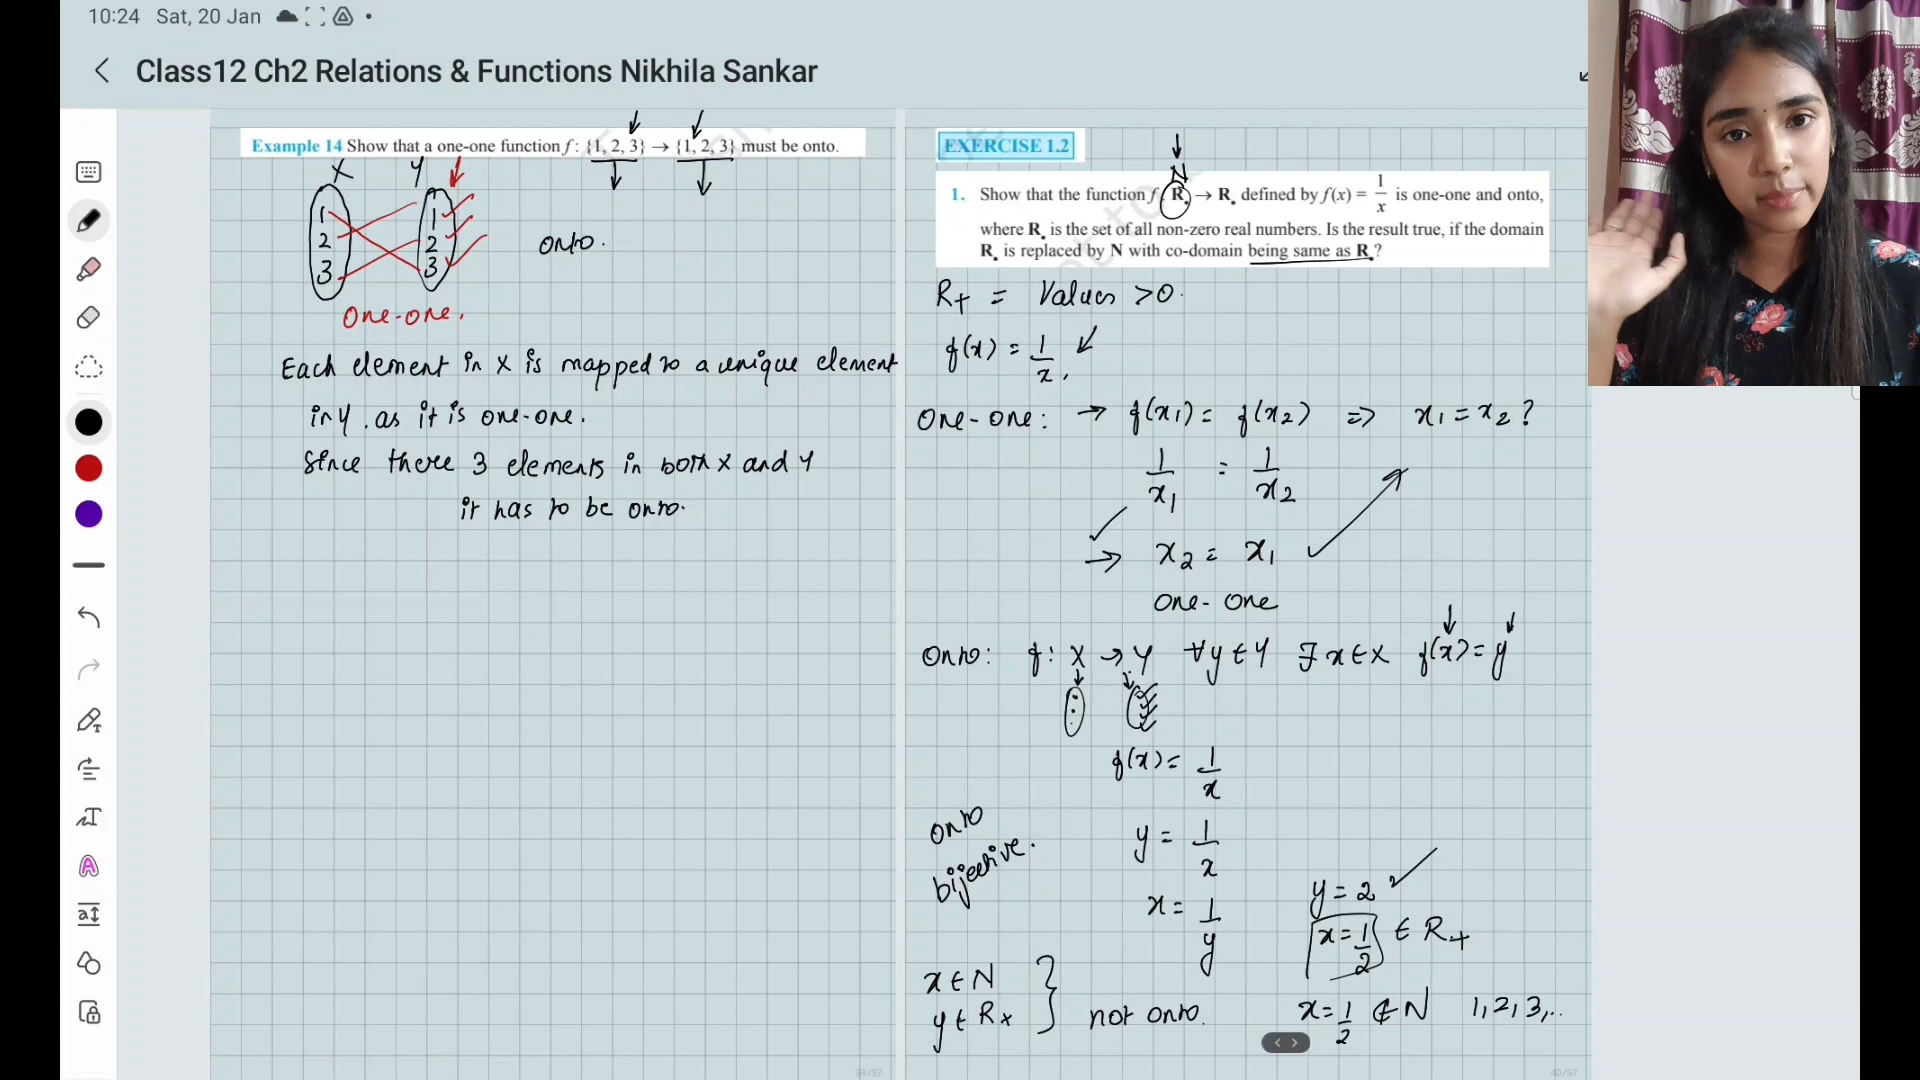 10:24 Sat, 20 Jan
Class12 Ch2 Relations & Functions Nikhila Sankar
Example 14 Show that a one-one function f : {1, 2, 3} → {1, 2, 3} must be onto.
X Y
1 1
2 2
3 3
onto.
One-one,
Each element in X is mapped to a unique element
in Y. as it is one-one.
Since there 3 elements in both X and Y
it has to be onto.
39/57
EXERCISE 1.2
N
1. Show that the function f : R* → R* defined by f(x) = 1/x is one-one and onto,
where R* is the set of all non-zero real numbers. Is the result true, if the domain
R* is replaced by N with co-domain being same as R*?
R+ = Values >0.
f(x) = 1/x,
One-one: → f(x1) = f(x2) => x1 = x2 ?
1/x1 = 1/x2
→ x2 = x1
One-One
Onto: f: X → Y ∀y∈Y ∃ x∈X f(x)=y
f(x) = 1/x
onto
bijective.
y = 1/x
x = 1/y
y = 2
x = 1/2 ∈ R+
x∈N
y∈Rx
not onto.
x = 1/2 ∉ N 1, 2, 3, ..
40/57